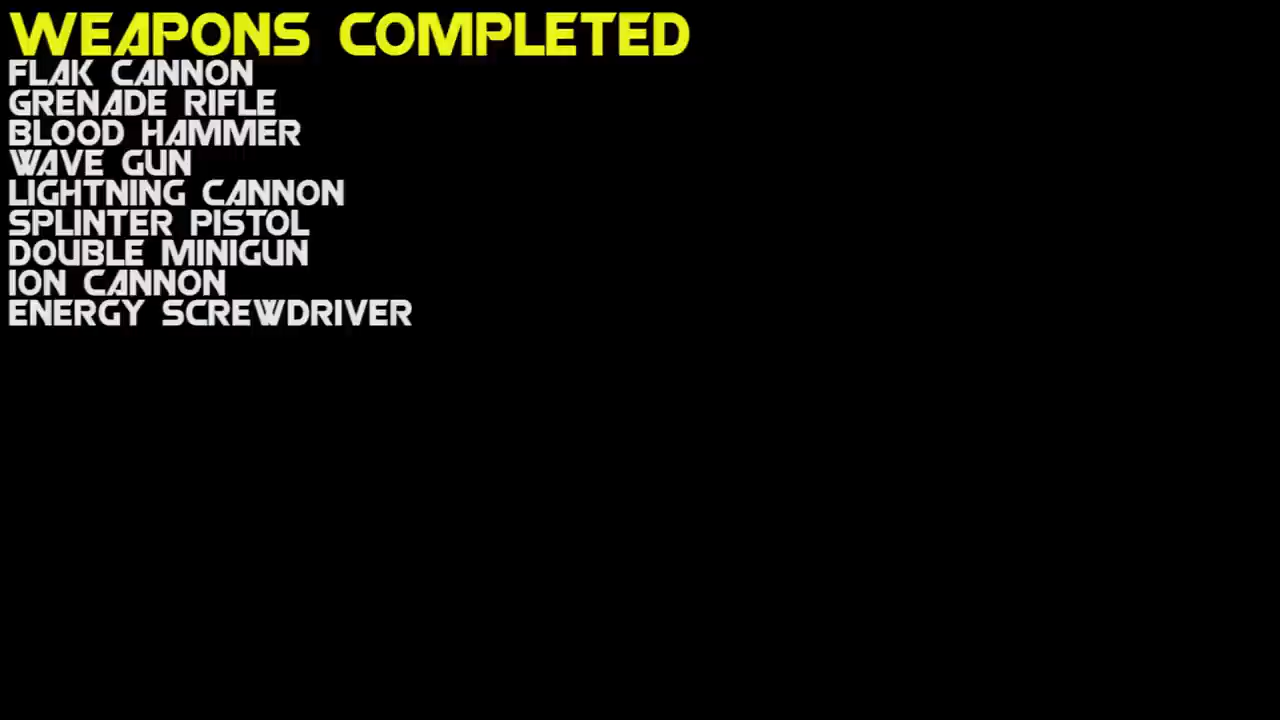 WEAPONS COMPLETED
FLAK CANNON
GRENADE RIFLE
BLOOD HAMMER
WAVE GUN
LIGHTNING CANNON
SPLINTER PISTOL
DOUBLE MINIGUN
ION CANNON
ENERGY SCREWDRIVER